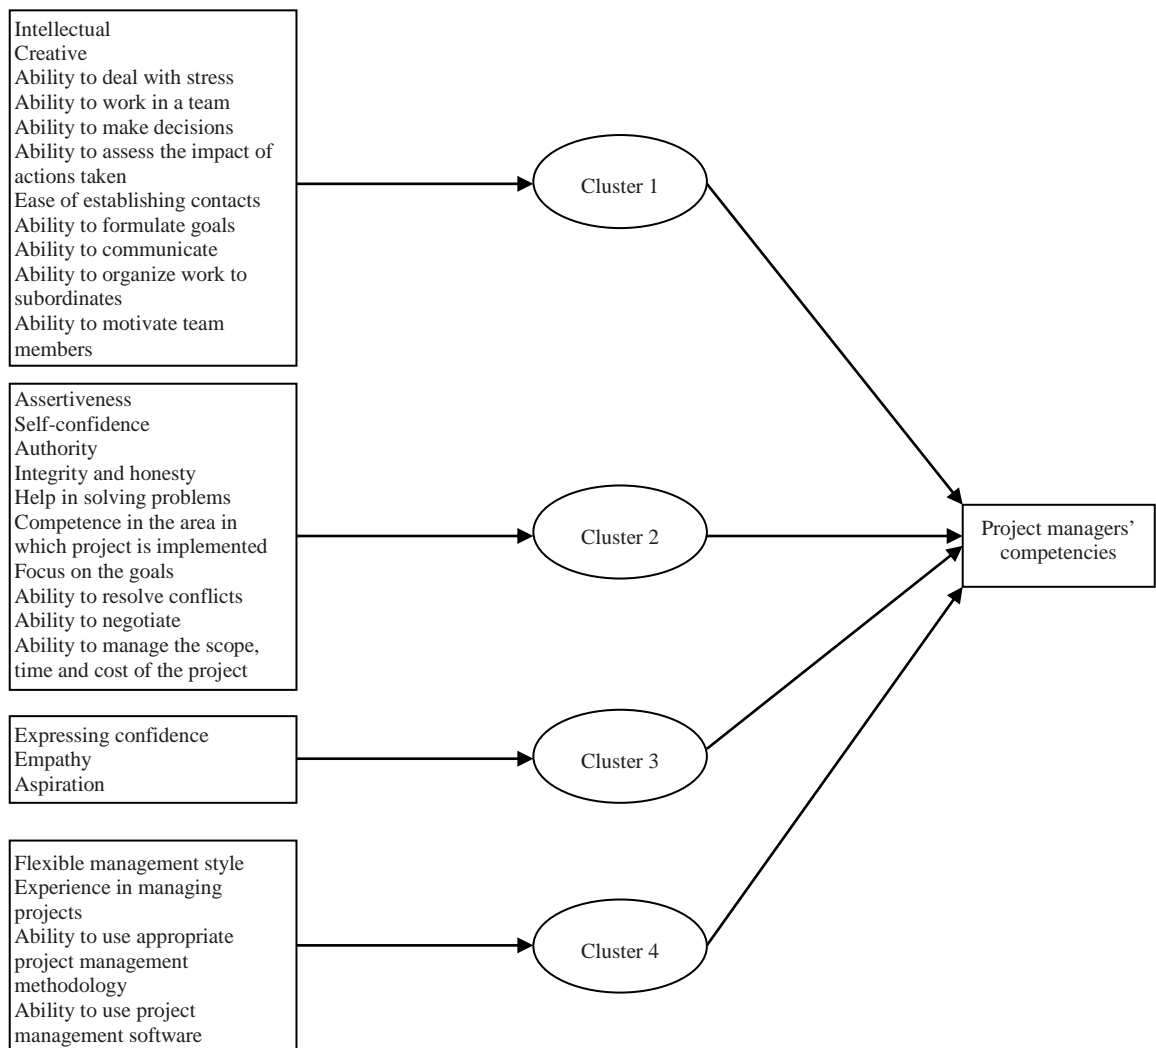 Intellectual
Creative
Ability to deal with stress
Ability to work in a team
Ability to make decisions
Ability to assess the impact of
actions taken
Ease of establishing contacts
Ability to formulate goals
Ability to communicate
Ability to organize work to
subordinates
Ability to motivate team
members
Cluster 1
Assertiveness
Self-confidence
Authority
Integrity and honesty
Help in solving problems
Competence in the area in
which project is implemented
Focus on the goals
Ability to resolve conflicts
Ability to negotiate
Ability to manage the scope,
time and cost of the project
Cluster 2
Project managers’
competencies
Expressing confidence
Empathy
Aspiration
Cluster 3
Flexible management style
Experience in managing
projects
Ability to use appropriate
project management
methodology
Ability to use project
management software
Cluster 4